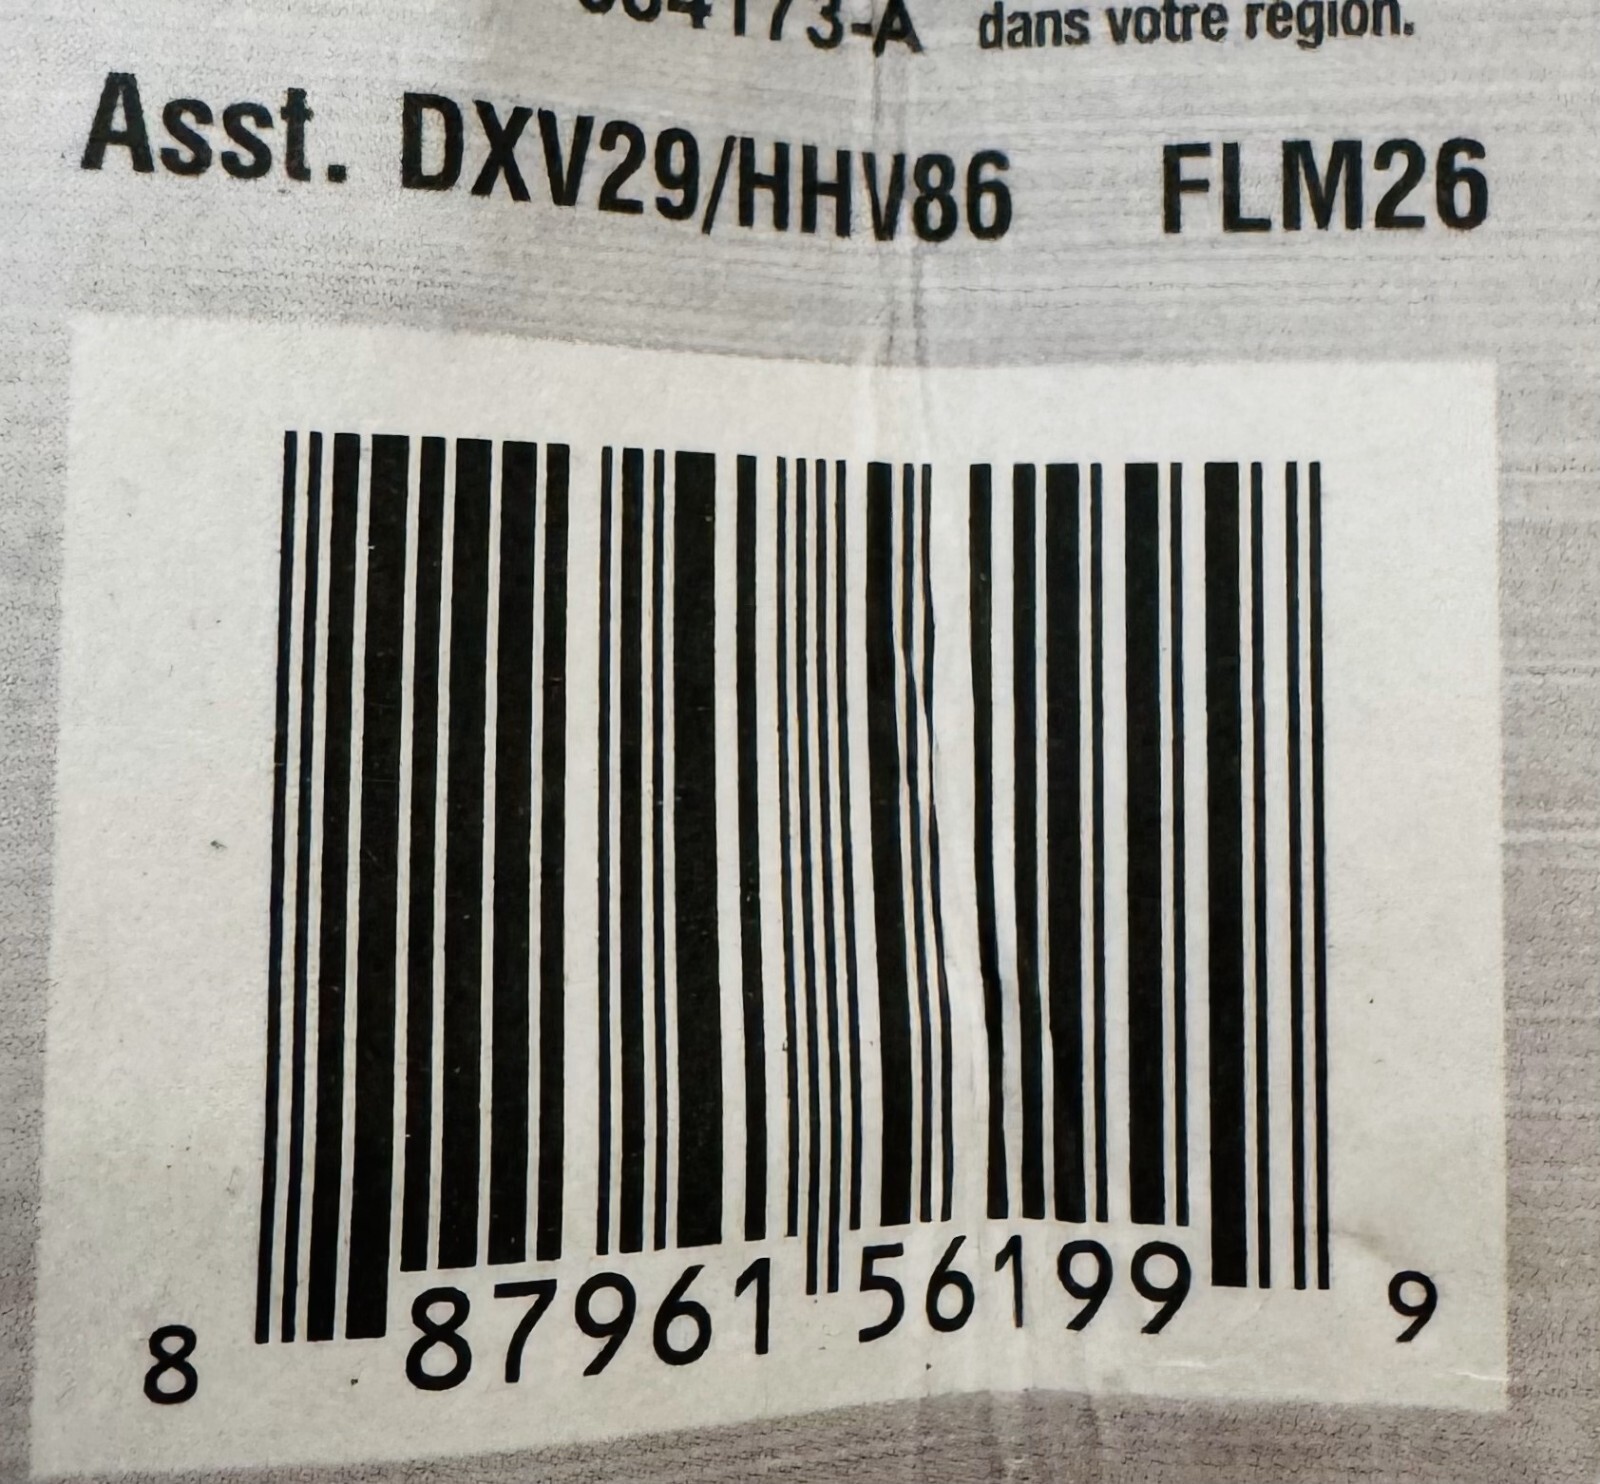 dans votre région.
Asst. DXV29/HHV86 FLM26
8 87961 56199 9